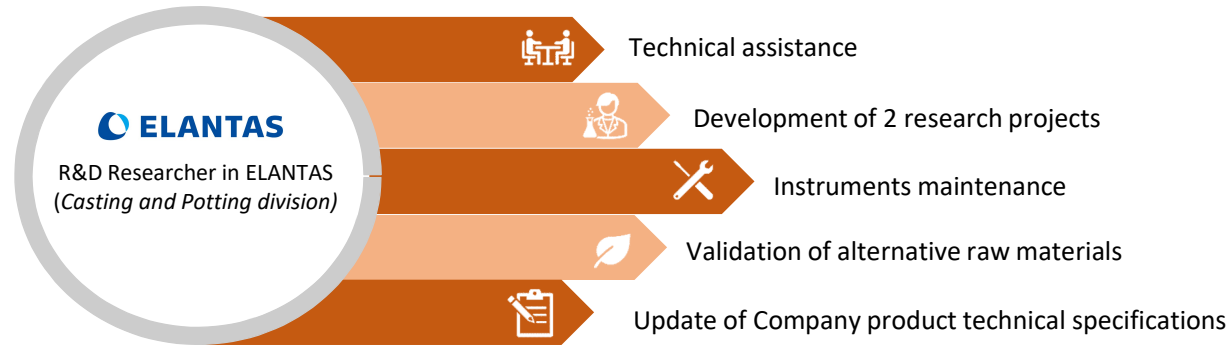 ELANTAS
R&D Researcher in ELANTAS
(Casting and Potting division)
Technical assistance
Development of 2 research projects
Instruments maintenance
Validation of alternative raw materials
Update of Company product technical specifications